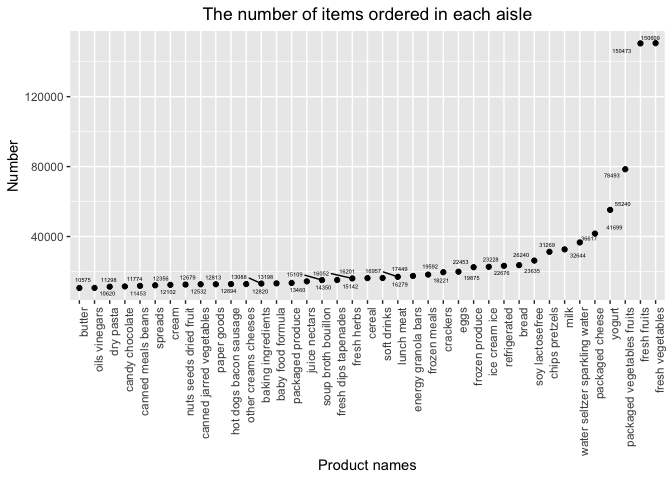 The number of items ordered in each aisle
Number
120000
80000
40000
10575
10620
11298
11453
11774
12102
12356
12532
12679
12694
12813
12820
13088
13198
13460
14350
15109
15142
16052
16201
16279
16957
17449
18221
19592
19875
22453
22676
23228
23635
26240
31269
32644
36617
41699
55240
78493
150473
150609
butter
oils vinegars
dry pasta
candy chocolate
canned meals beans
spreads
cream
nuts seeds dried fruit
canned jarred vegetables
paper goods
hot dogs bacon sausage
other creams cheeses
baking ingredients
baby food formula
packaged produce
juice nectars
soup broth bouillon
fresh dips tapenades
fresh herbs
cereal
soft drinks
lunch meat
energy granola bars
frozen meals
crackers
eggs
frozen produce
ice cream ice
refrigerated
bread
soy lactosefree
chips pretzels
milk
water seltzer sparkling water
packaged cheese
yogurt
packaged vegetables fruits
fresh fruits
fresh vegetables
Product names